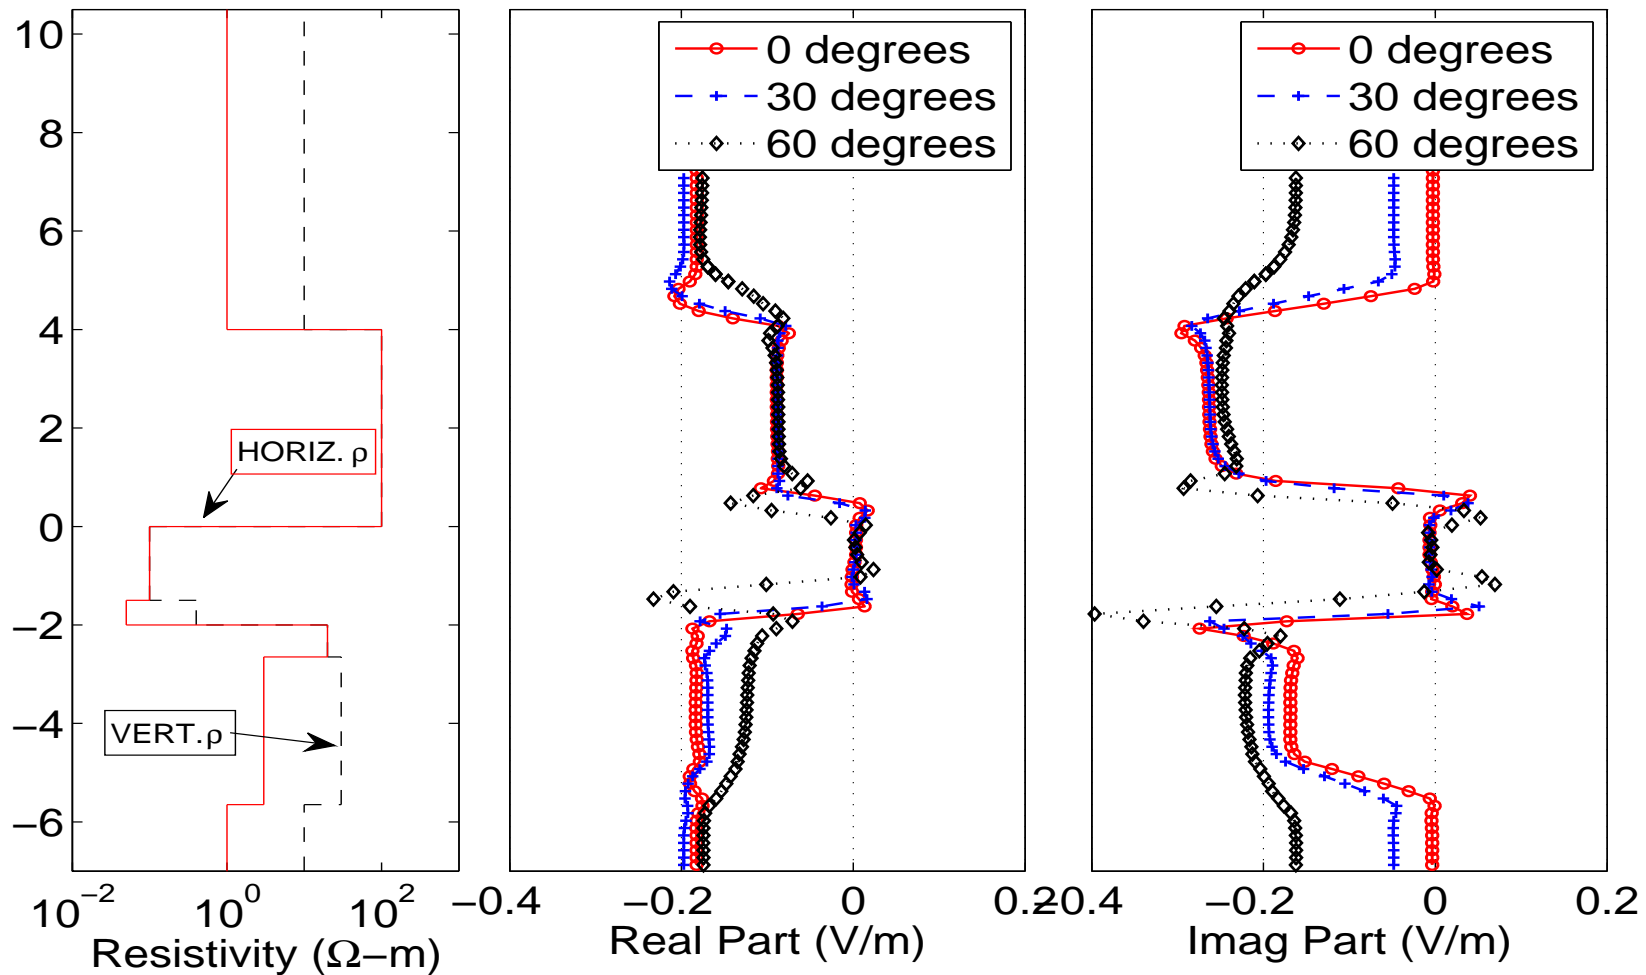 10
8
6
4
2
0
−2
−4
−6
HORIZ. ρ
VERT.ρ
10−2 100 102
Resistivity (Ω−m)
0 degrees
30 degrees
60 degrees
−0.4 −0.2 0 0.2
Real Part (V/m)
0 degrees
30 degrees
60 degrees
−0.4 −0.2 0 0.2
Imag Part (V/m)